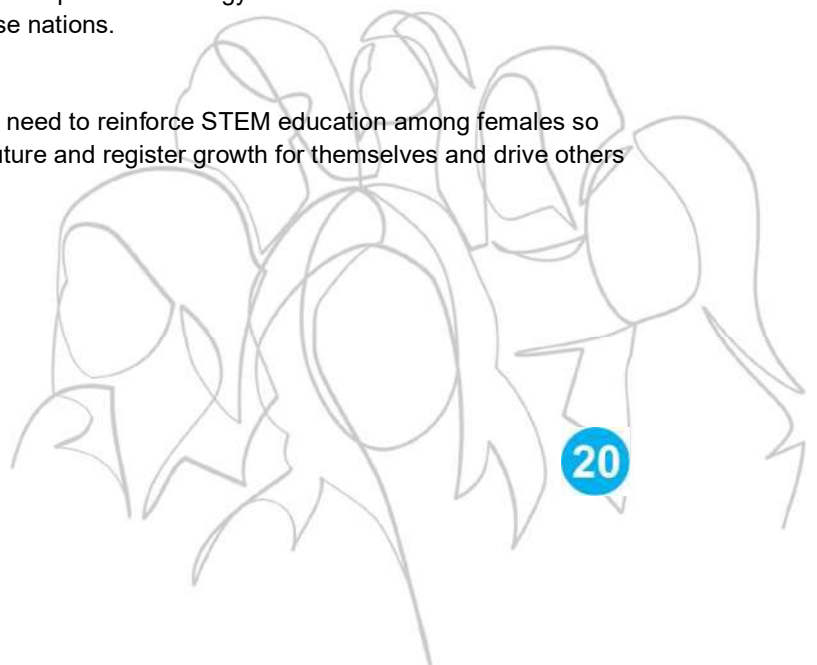 se nations.
need to reinforce STEM education among females so
uture and register growth for themselves and drive others
20